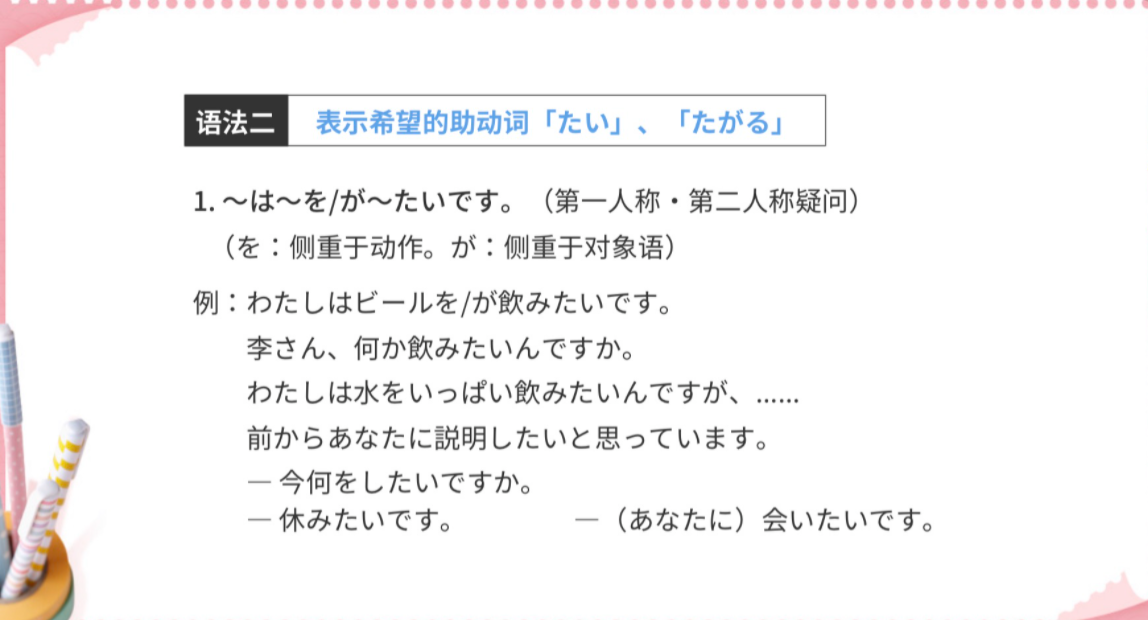 语法二 表示希望的助动词「たい」、「たがる」
1. ～は～を/が～たいです。（第一人称・第二人称疑问）
（を：侧重于动作。が：侧重于对象语）
例：わたしはビールを/が飲みたいです。
李さん、何か飲みたいんですか。
わたしは水をいっぱい飲みたいんですが、……
前からあなたに説明したいと思っています。
— 今何をしたいですか。
— 休みたいです。 —（あなたに）会いたいです。